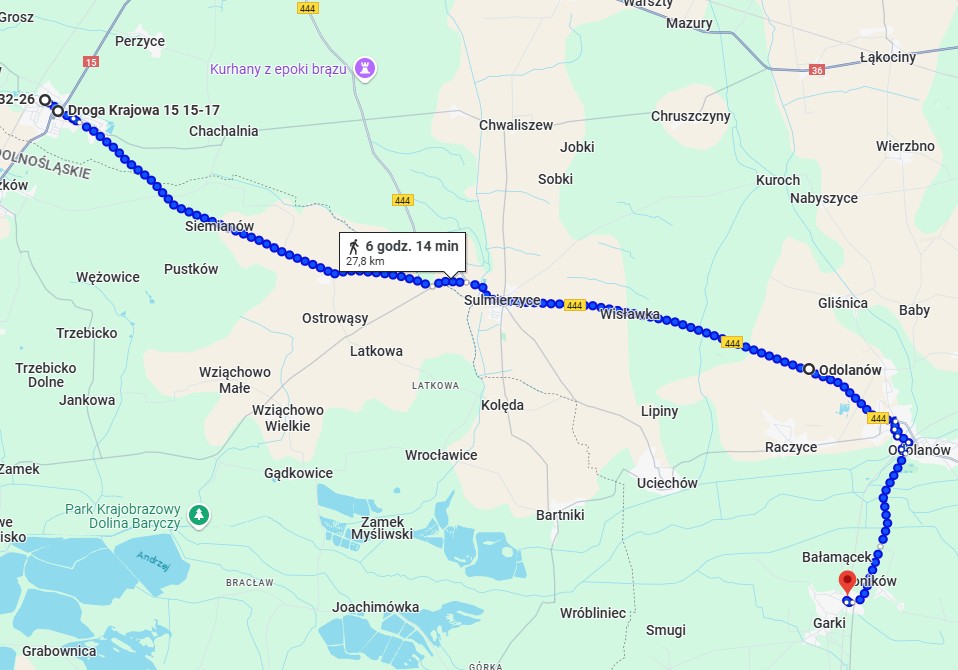 Grosz
444
Warszty
Mazury
Perzyce
15
Kurhany z epoki brązu
36
Łąkociny
32-26
Droga Krajowa 15 15-17
Chachalnia
Chwaliszew
Chruszczyny
Jobki
Wierzbno
DOLNOŚLĄSKIE
Sobki
Kuroch
Nabyszyce
444
Siemianów
6 godz. 14 min
27,8 km
Wężowice
Pustków
Sulmierzyce
444
Wisławka
Gliśnica
Baby
Ostrowąsy
Trzebicko
444
Latkowa
Trzebicko
Dolne
Wziąchowo
Małe
Odolanów
LATKOWA
Jankowa
Wziąchowo
Wielkie
Kolęda
Lipiny
444
Raczyce
Odolanów
Wrocławice
Zamek
Gądkowice
Uciechów
Park Krajobrazowy
Dolina Baryczy
Zamek
Myśliwski
Bartniki
Andrzej
Bałamącek
BRACŁAW
Joachimówka
Wróbliniec
Garki
Smugi
Grabownica
GÓRKA